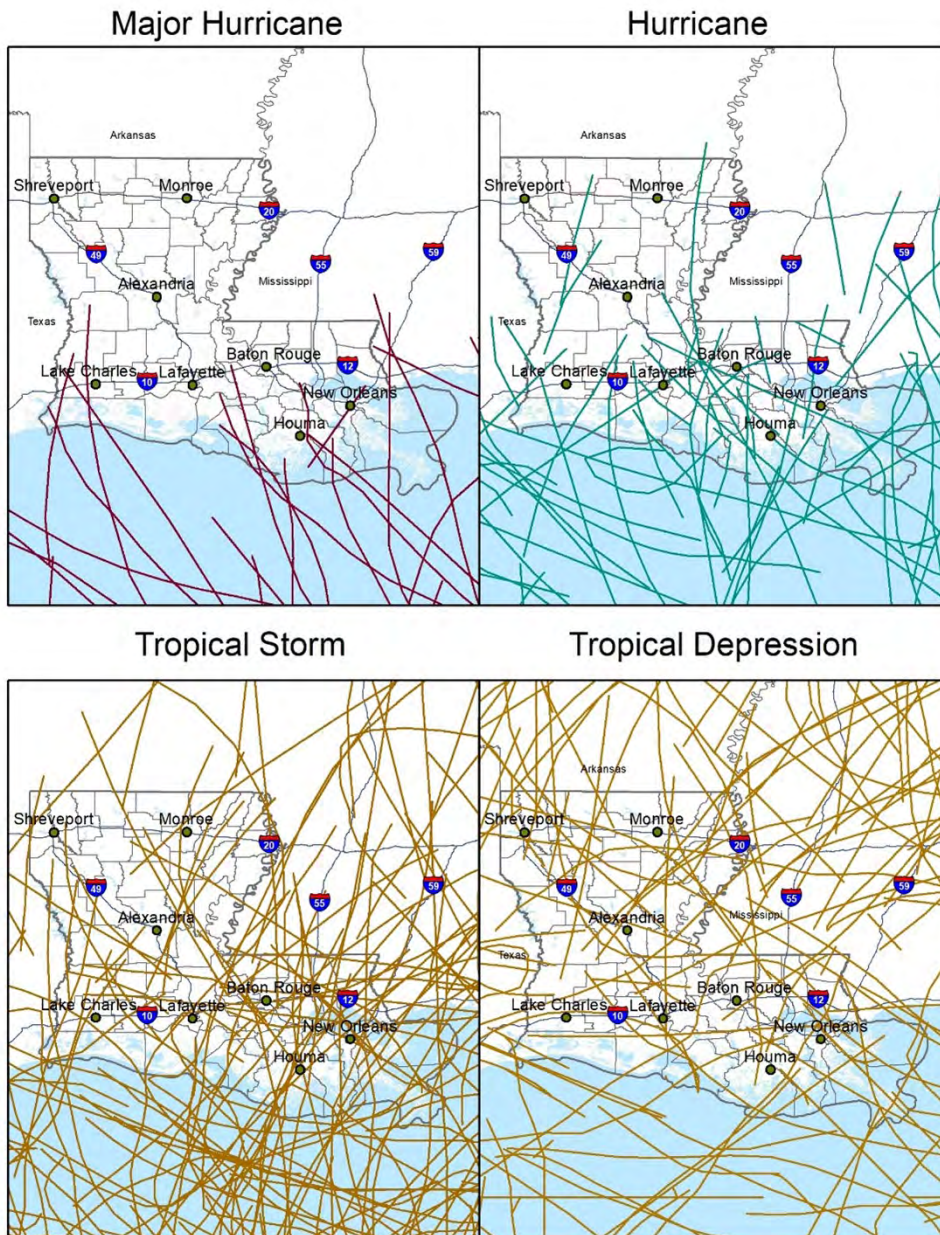 Major Hurricane
Arkansas
Shreveport
Monroe
20
49
55
59
Mississippi
Alexandria
Texas
Baton Rouge
Lake Charles
10
Lafayette
12
New Orleans
Houma
Hurricane
Arkansas
Shreveport
Monroe
20
49
55
59
Mississippi
Alexandria
Texas
Baton Rouge
Lake Charles
10
Lafayette
12
New Orleans
Houma
Tropical Storm
Shreveport
Monroe
20
49
55
59
Alexandria
Baton Rouge
Lake Charles
10
Lafayette
12
New Orleans
Houma
Tropical Depression
Arkansas
Shreveport
Monroe
20
49
55
59
Mississippi
Alexandria
Texas
Baton Rouge
Lake Charles
10
Lafayette
12
New Orleans
Houma